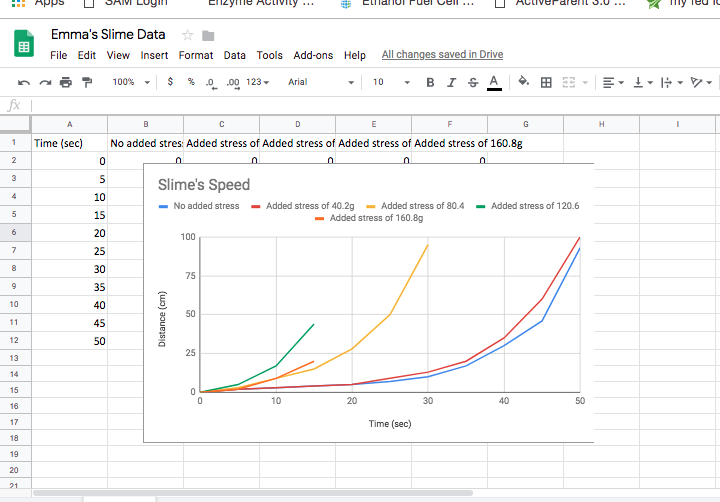 Apps SAM Login Enzyme Activity ... Ethanol Fuel Cell ... ActiveParent 3.0 ...
Emma's Slime Data
File Edit View Insert Format Data Tools Add-ons Help All changes saved in Drive
100% $ % .0 .00 123 Arial 10 B I S A
fx
A B C D E F G H I
1 Time (sec) No added stres Added stress of Added stress of Added stress of Added stress of 160.8g
2 0 0 0 0 0 0
3 5
4 10
5 15
6 20
7 25
8 30
9 35
10 40
11 45
12 50
13
14
15
16
17
18
19
20
21
Slime's Speed
No added stress Added stress of 40.2g Added stress of 80.4 Added stress of 120.6
Added stress of 160.8g
Distance (cm)
100
75
50
25
0
0 10 20 30 40 50
Time (sec)